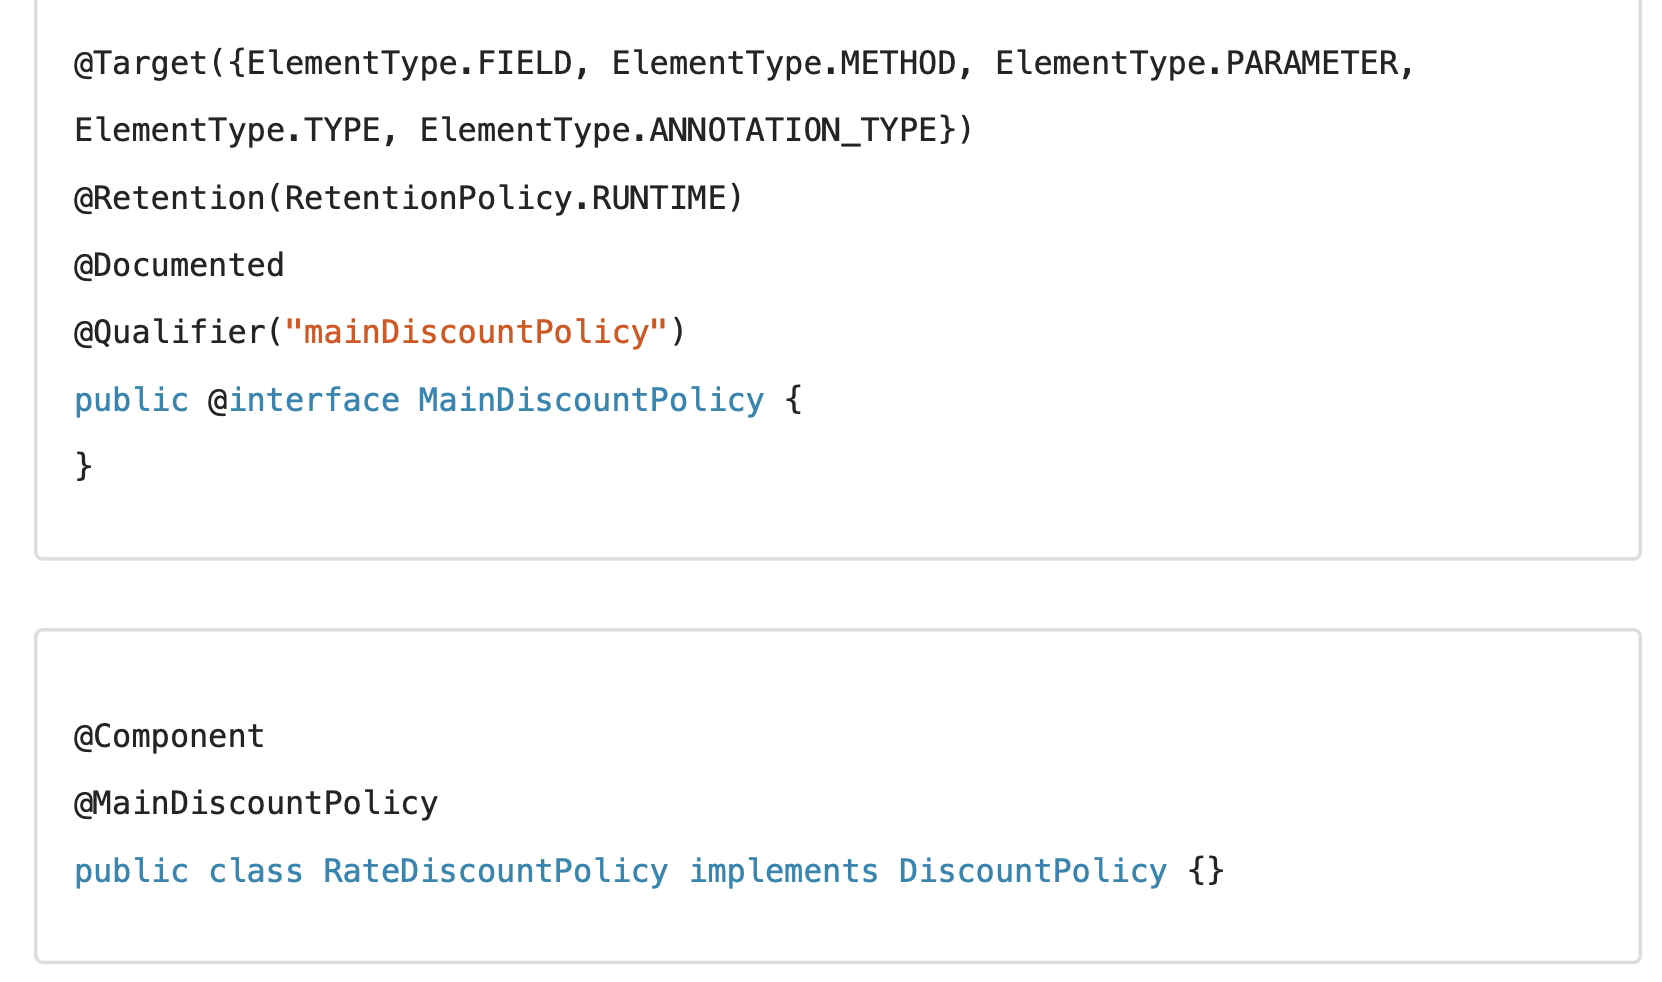 @Target({ElementType.FIELD, ElementType.METHOD, ElementType.PARAMETER,
ElementType.TYPE, ElementType.ANNOTATION_TYPE})
@Retention(RetentionPolicy.RUNTIME)
@Documented
@Qualifier("mainDiscountPolicy")
public @interface MainDiscountPolicy {
}
@Component
@MainDiscountPolicy
public class RateDiscountPolicy implements DiscountPolicy {}